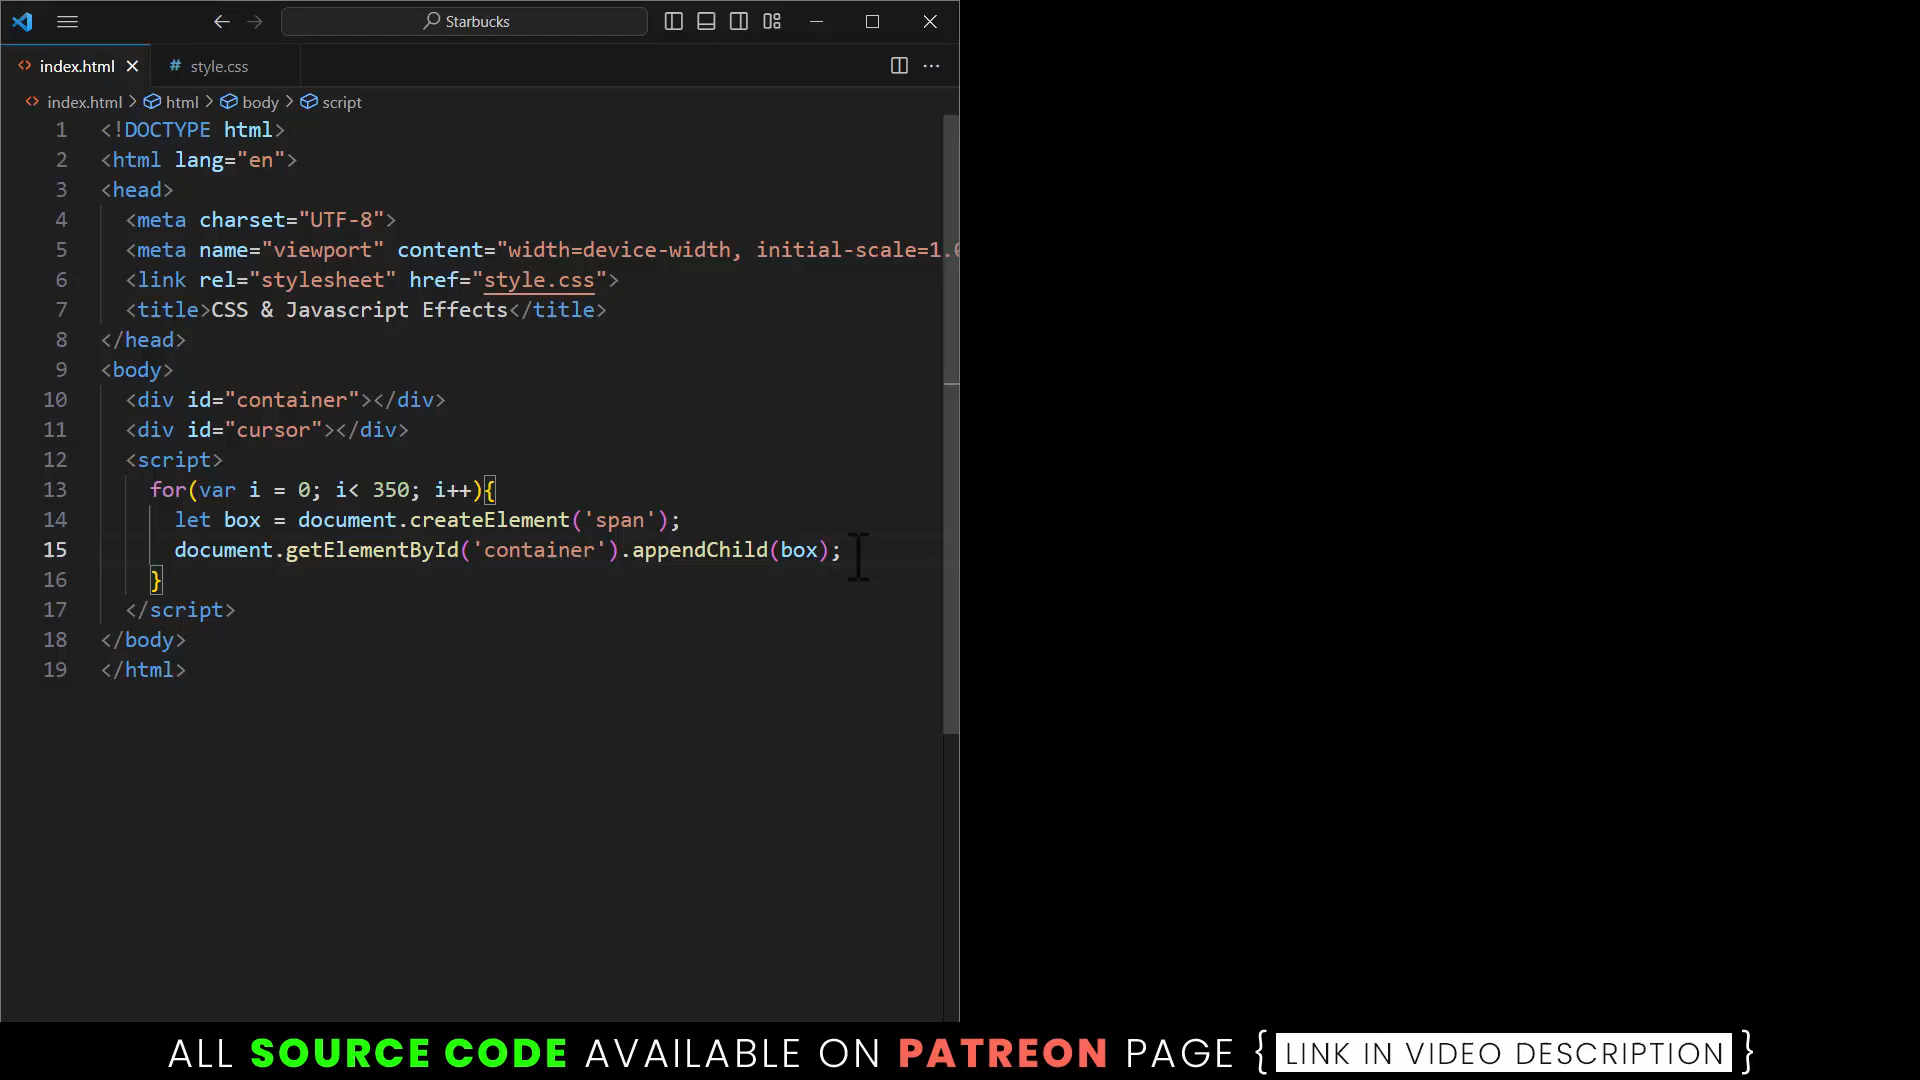 Starbucks
index.html
# style.css
index.html > html > body > script
1 <!DOCTYPE html>
2 <html lang="en">
3 <head>
4 <meta charset="UTF-8">
5 <meta name="viewport" content="width=device-width, initial-scale=1.0
6 <link rel="stylesheet" href="style.css">
7 <title>CSS & Javascript Effects</title>
8 </head>
9 <body>
10 <div id="container"></div>
11 <div id="cursor"></div>
12 <script>
13 for(var i = 0; i< 350; i++){
14 let box = document.createElement('span');
15 document.getElementById('container').appendChild(box);
16 }
17 </script>
18 </body>
19 </html>
ALL SOURCE CODE AVAILABLE ON PATREON PAGE { LINK IN VIDEO DESCRIPTION }